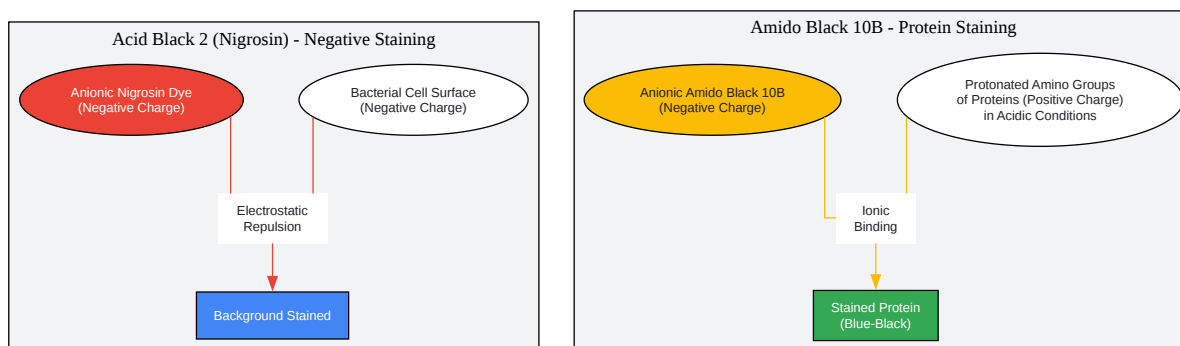 Acid Black 2 (Nigrosin) - Negative Staining
Anionic Nigrosin Dye
(Negative Charge)
Bacterial Cell Surface
(Negative Charge)
Electrostatic
Repulsion
Background Stained
Amido Black 10B - Protein Staining
Anionic Amido Black 10B
(Negative Charge)
Protonated Amino Groups
of Proteins (Positive Charge)
in Acidic Conditions
Ionic
Binding
Stained Protein
(Blue-Black)